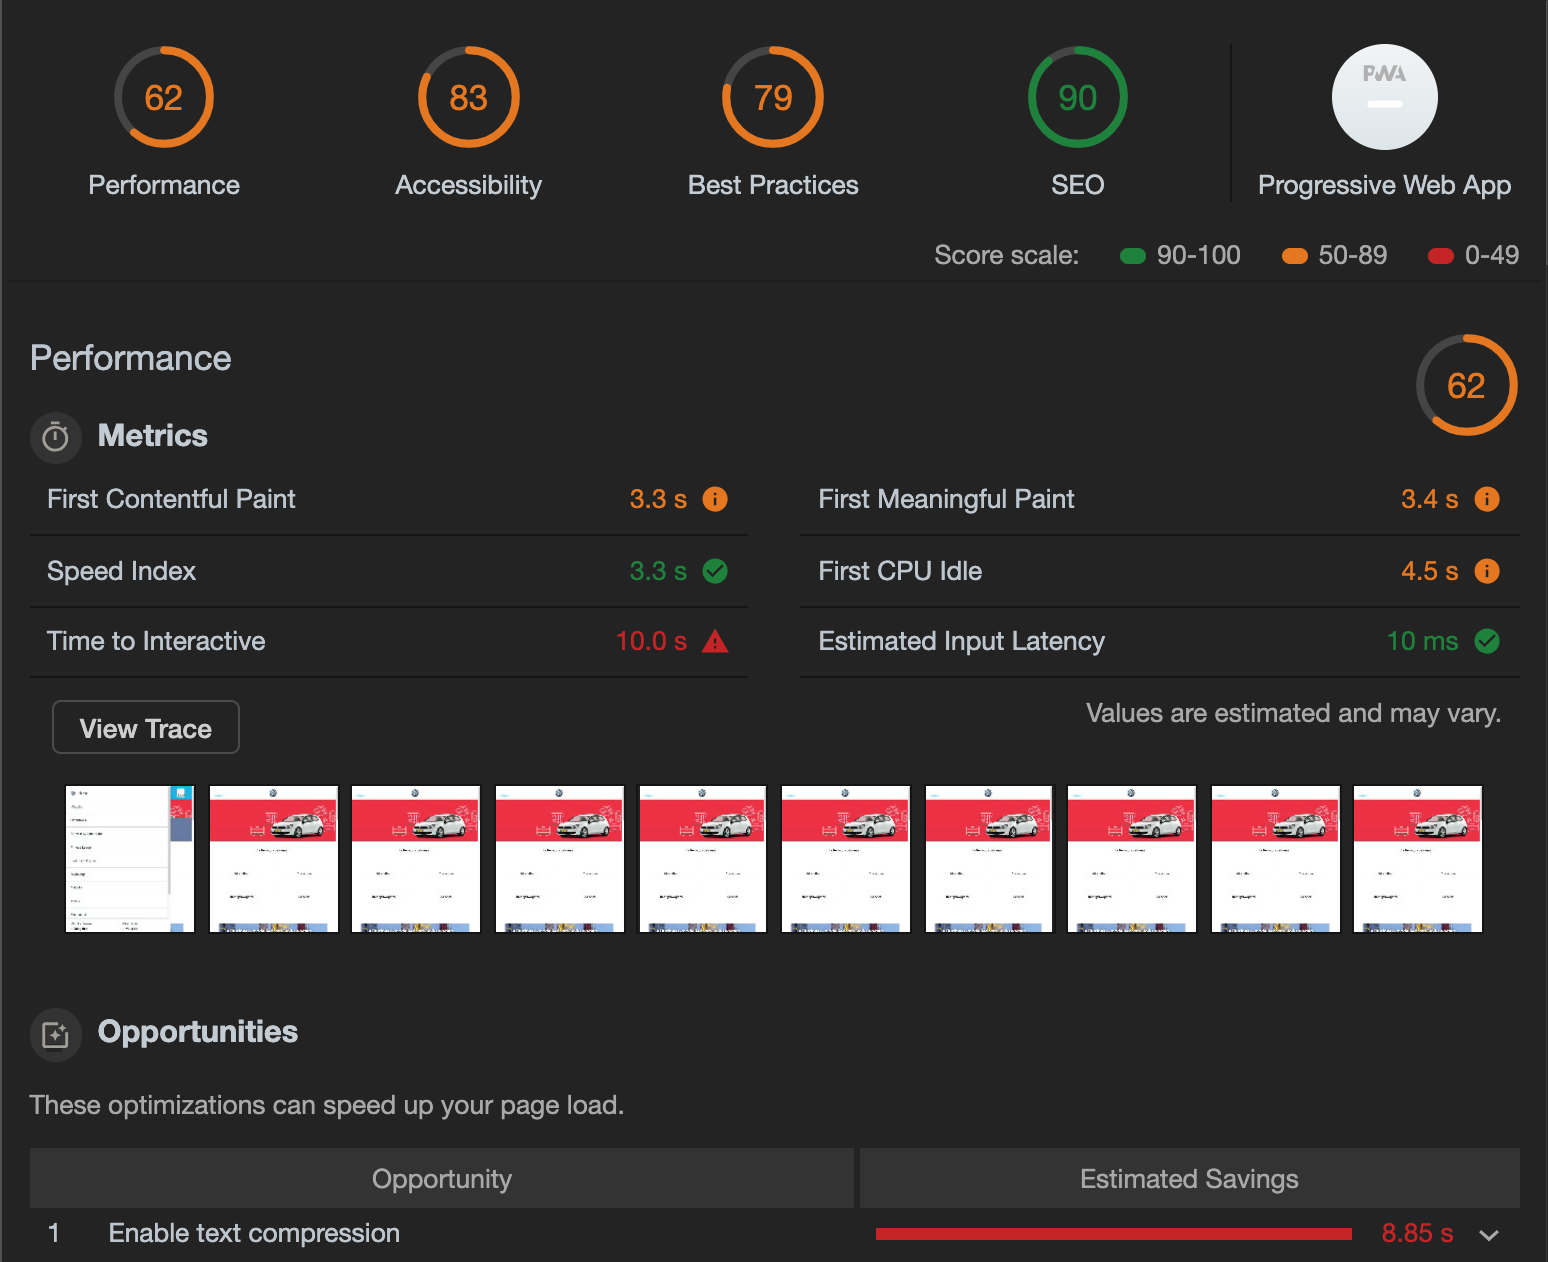 62
83
79
90
PWA
Performance
Accessibility
Best Practices
SEO
Progressive Web App
Score scale: 90-100 50-89 0-49
Performance
62
Metrics
First Contentful Paint 3.3 s
First Meaningful Paint 3.4 s
Speed Index 3.3 s
First CPU Idle 4.5 s
Time to Interactive 10.0 s
Estimated Input Latency 10 ms
View Trace
Values are estimated and may vary.
Opportunities
These optimizations can speed up your page load.
Opportunity
Estimated Savings
1 Enable text compression 8.85 s